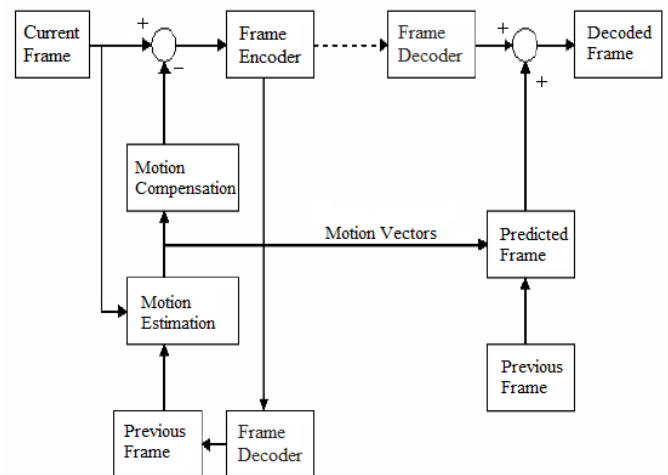 Current
Frame
+
−
Frame
Encoder
Frame
Decoder
+
+
Decoded
Frame
Motion
Compensation
Motion Vectors
Predicted
Frame
Motion
Estimation
Previous
Frame
Previous
Frame
Frame
Decoder